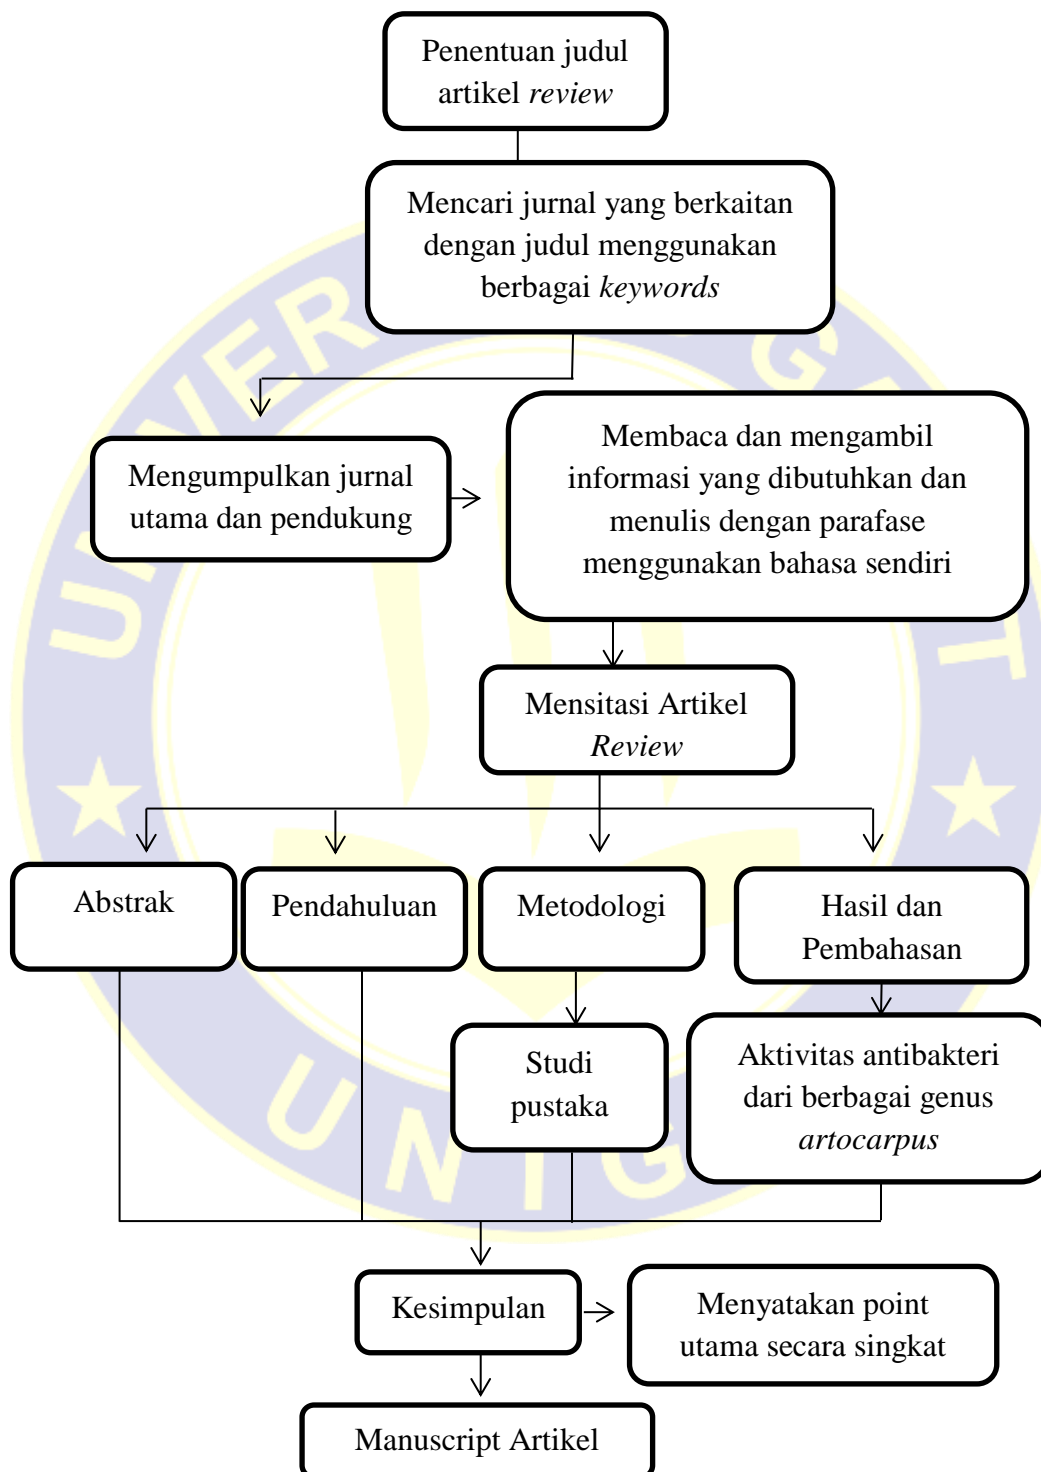 Penentuan judul
artikel review
Mencari jurnal yang berkaitan
dengan judul menggunakan
berbagai keywords
Mengumpulkan jurnal
utama dan pendukung
Membaca dan mengambil
informasi yang dibutuhkan dan
menulis dengan parafase
menggunakan bahasa sendiri
Mensitasi Artikel
Review
Abstrak
Pendahuluan
Metodologi
Hasil dan
Pembahasan
Studi
pustaka
Aktivitas antibakteri
dari berbagai genus
artocarpus
Kesimpulan
Menyatakan point
utama secara singkat
Manuscript Artikel